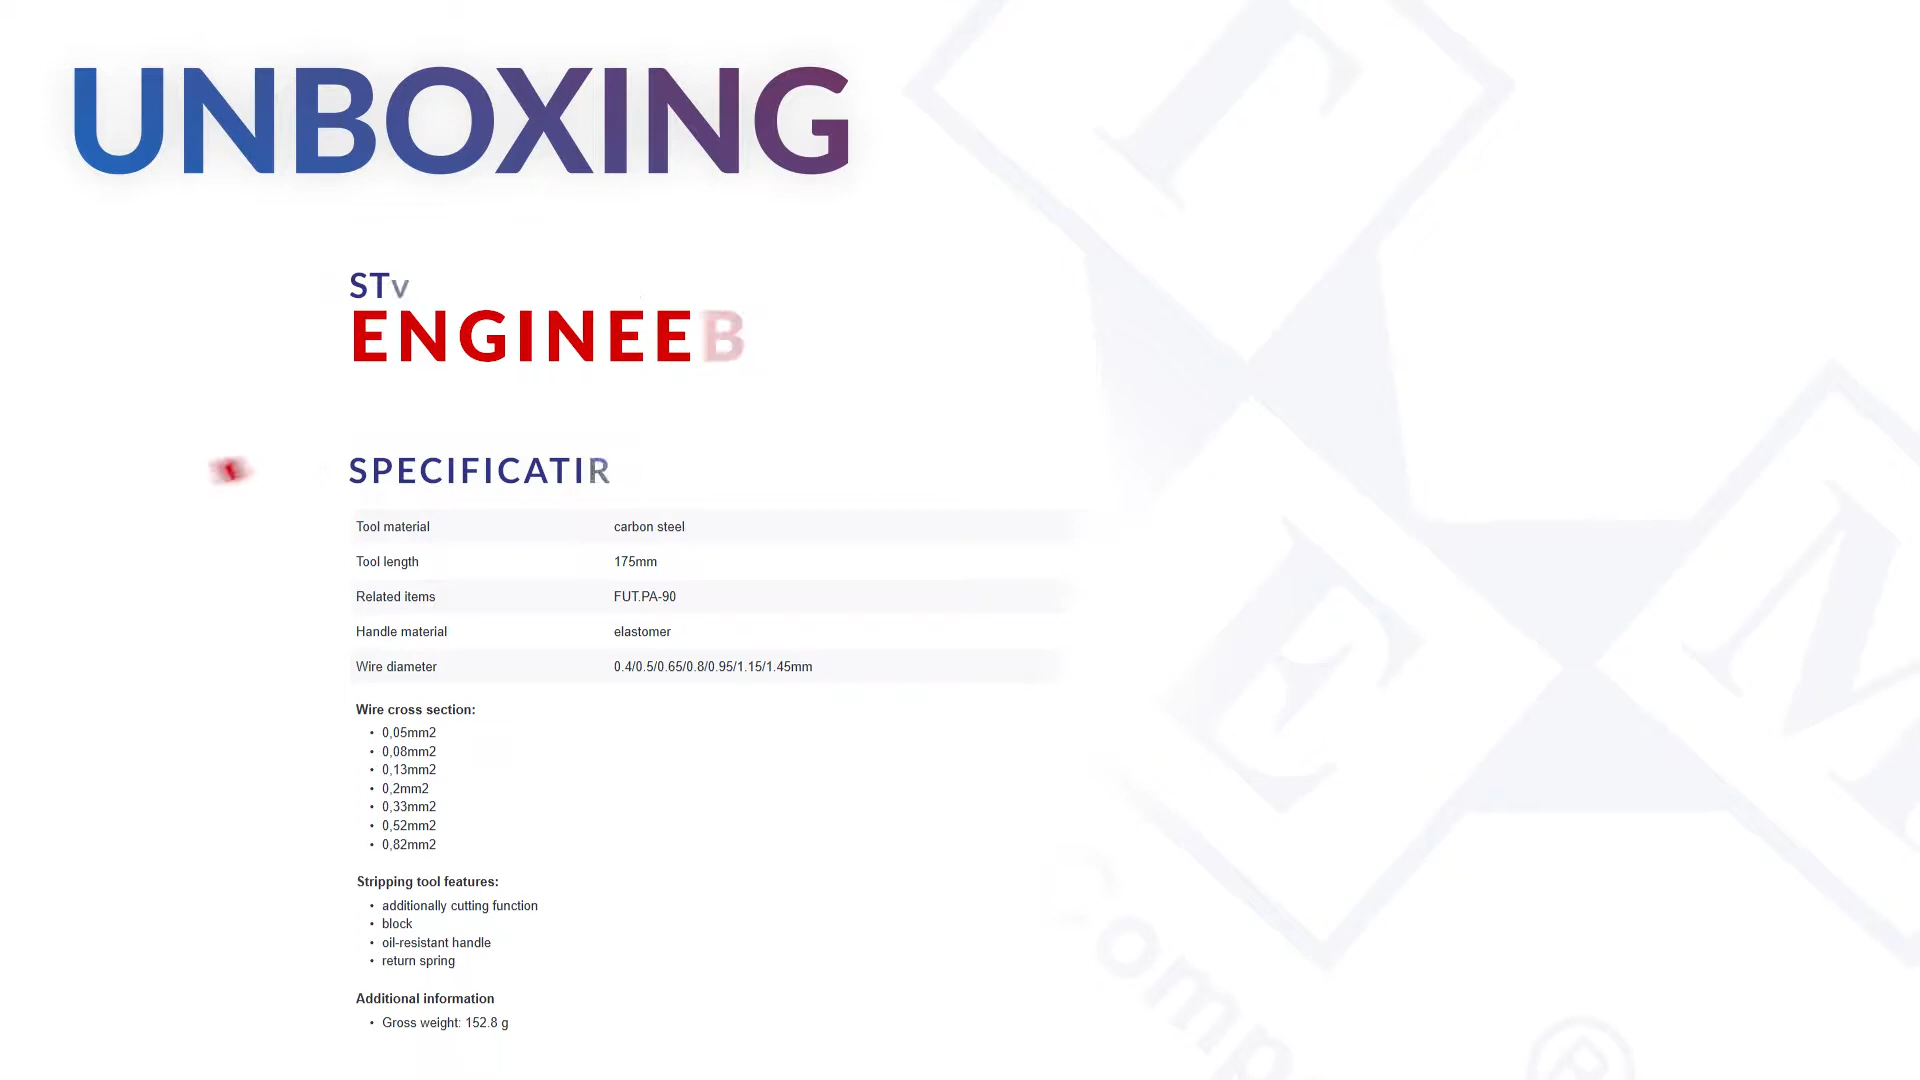 UNBOXING
STv
ENGINEEB
SPECIFICATIR
Tool material carbon steel
Tool length 175mm
Related items FUT.PA-90
Handle material elastomer
Wire diameter 0.4/0.5/0.65/0.8/0.95/1.15/1.45mm
Wire cross section:
• 0,05mm2
• 0,08mm2
• 0,13mm2
• 0,2mm2
• 0,33mm2
• 0,52mm2
• 0,82mm2
Stripping tool features:
• additionally cutting function
• block
• oil-resistant handle
• return spring
Additional information
• Gross weight: 152.8 g
T
E
M
Comp
®